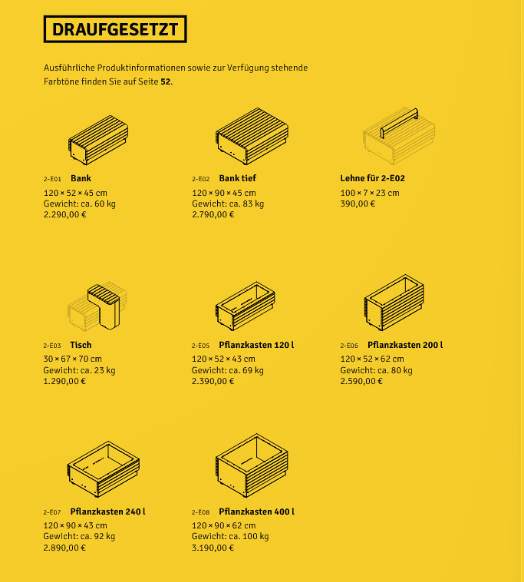 DRAUFGESETZT
Ausführliche Produktinformationen sowie zur Verfügung stehende
Farbtöne finden Sie auf Seite 52.
2-E01 Bank
120 × 52 × 45 cm
Gewicht: ca. 60 kg
2.290,00 €
2-E02 Bank tief
120 × 90 × 45 cm
Gewicht: ca. 83 kg
2.790,00 €
Lehne für 2-E02
100 × 7 × 23 cm
390,00 €
2-E03 Tisch
30 × 67 × 70 cm
Gewicht: ca. 23 kg
1.290,00 €
2-E05 Pflanzkasten 120 l
120 × 52 × 43 cm
Gewicht: ca. 69 kg
2.390,00 €
2-E06 Pflanzkasten 200 l
120 × 52 × 62 cm
Gewicht: ca. 80 kg
2.590,00 €
2-E07 Pflanzkasten 240 l
120 × 90 × 43 cm
Gewicht: ca. 92 kg
2.890,00 €
2-E08 Pflanzkasten 400 l
120 × 90 × 62 cm
Gewicht: ca. 100 kg
3.190,00 €